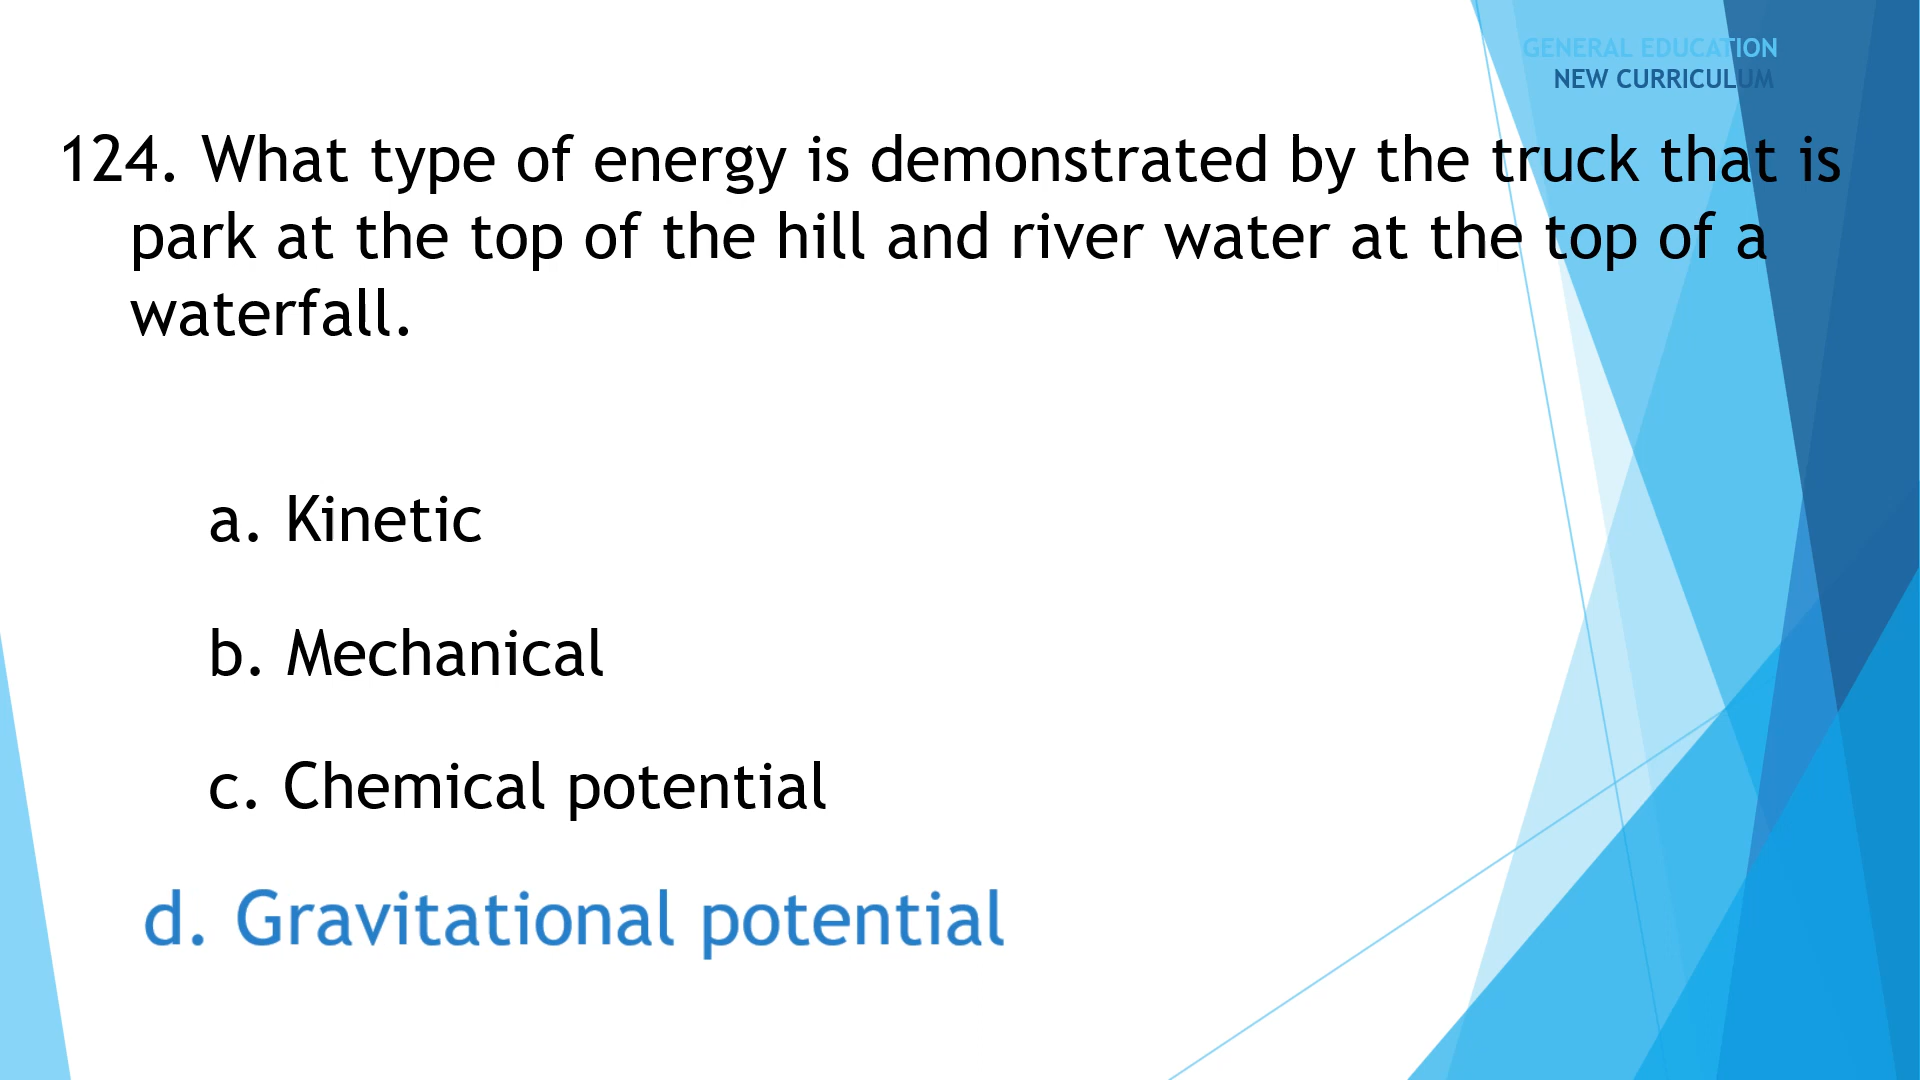 GENERAL EDUCATION
NEW CURRICULUM
124. What type of energy is demonstrated by the truck that is
park at the top of the hill and river water at the top of a
waterfall.
a. Kinetic
b. Mechanical
c. Chemical potential
d. Gravitational potential